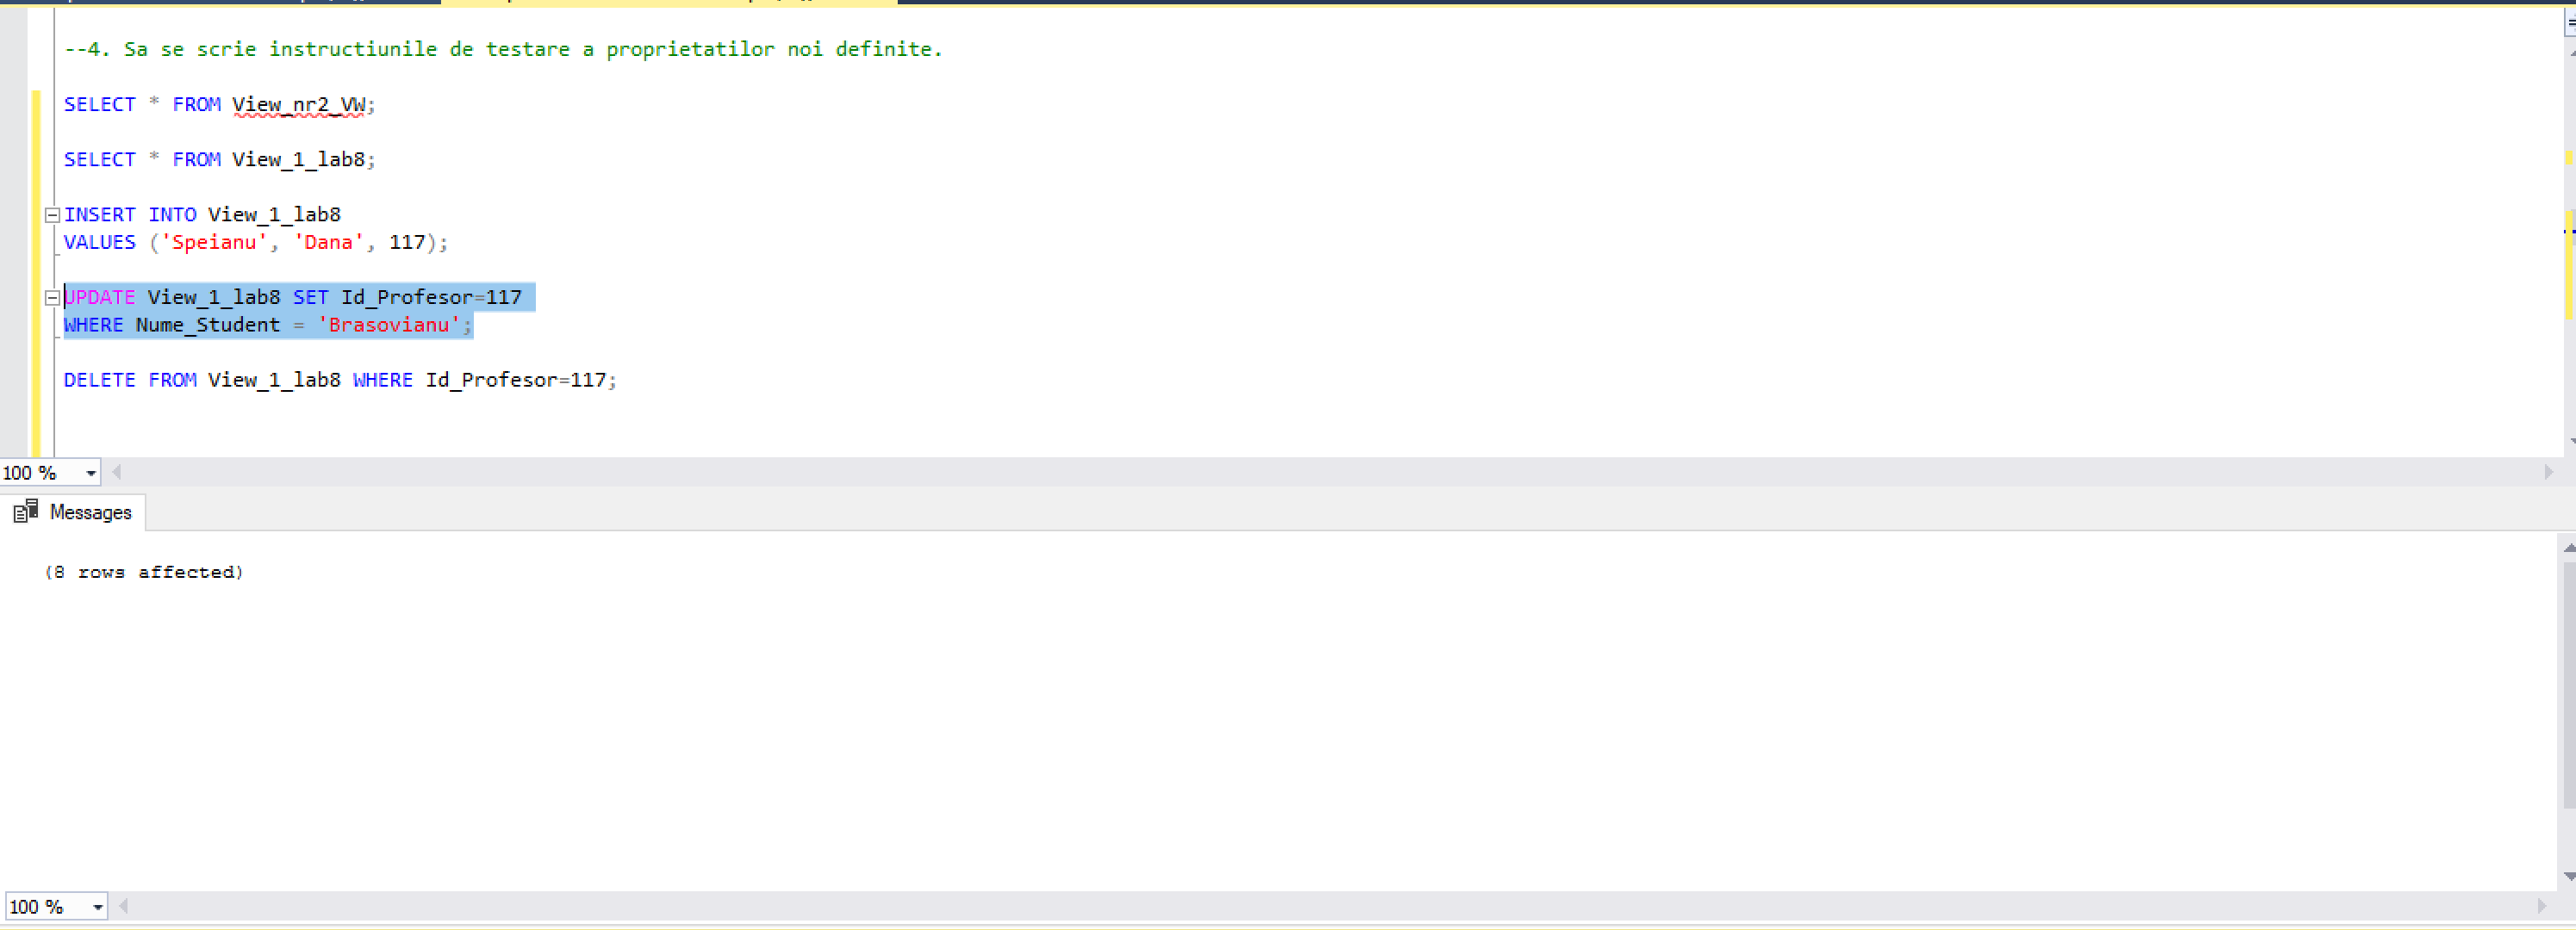 --4. Sa se scrie instructiunile de testare a proprietatilor noi definite.
SELECT * FROM View_nr2_VW;
SELECT * FROM View_1_lab8;
INSERT INTO View_1_lab8
VALUES ('Speianu', 'Dana', 117);
UPDATE View_1_lab8 SET Id_Profesor=117
WHERE Nume_Student = 'Brasovianu';
DELETE FROM View_1_lab8 WHERE Id_Profesor=117;
100 %
Messages
(8 rows affected)
100 %